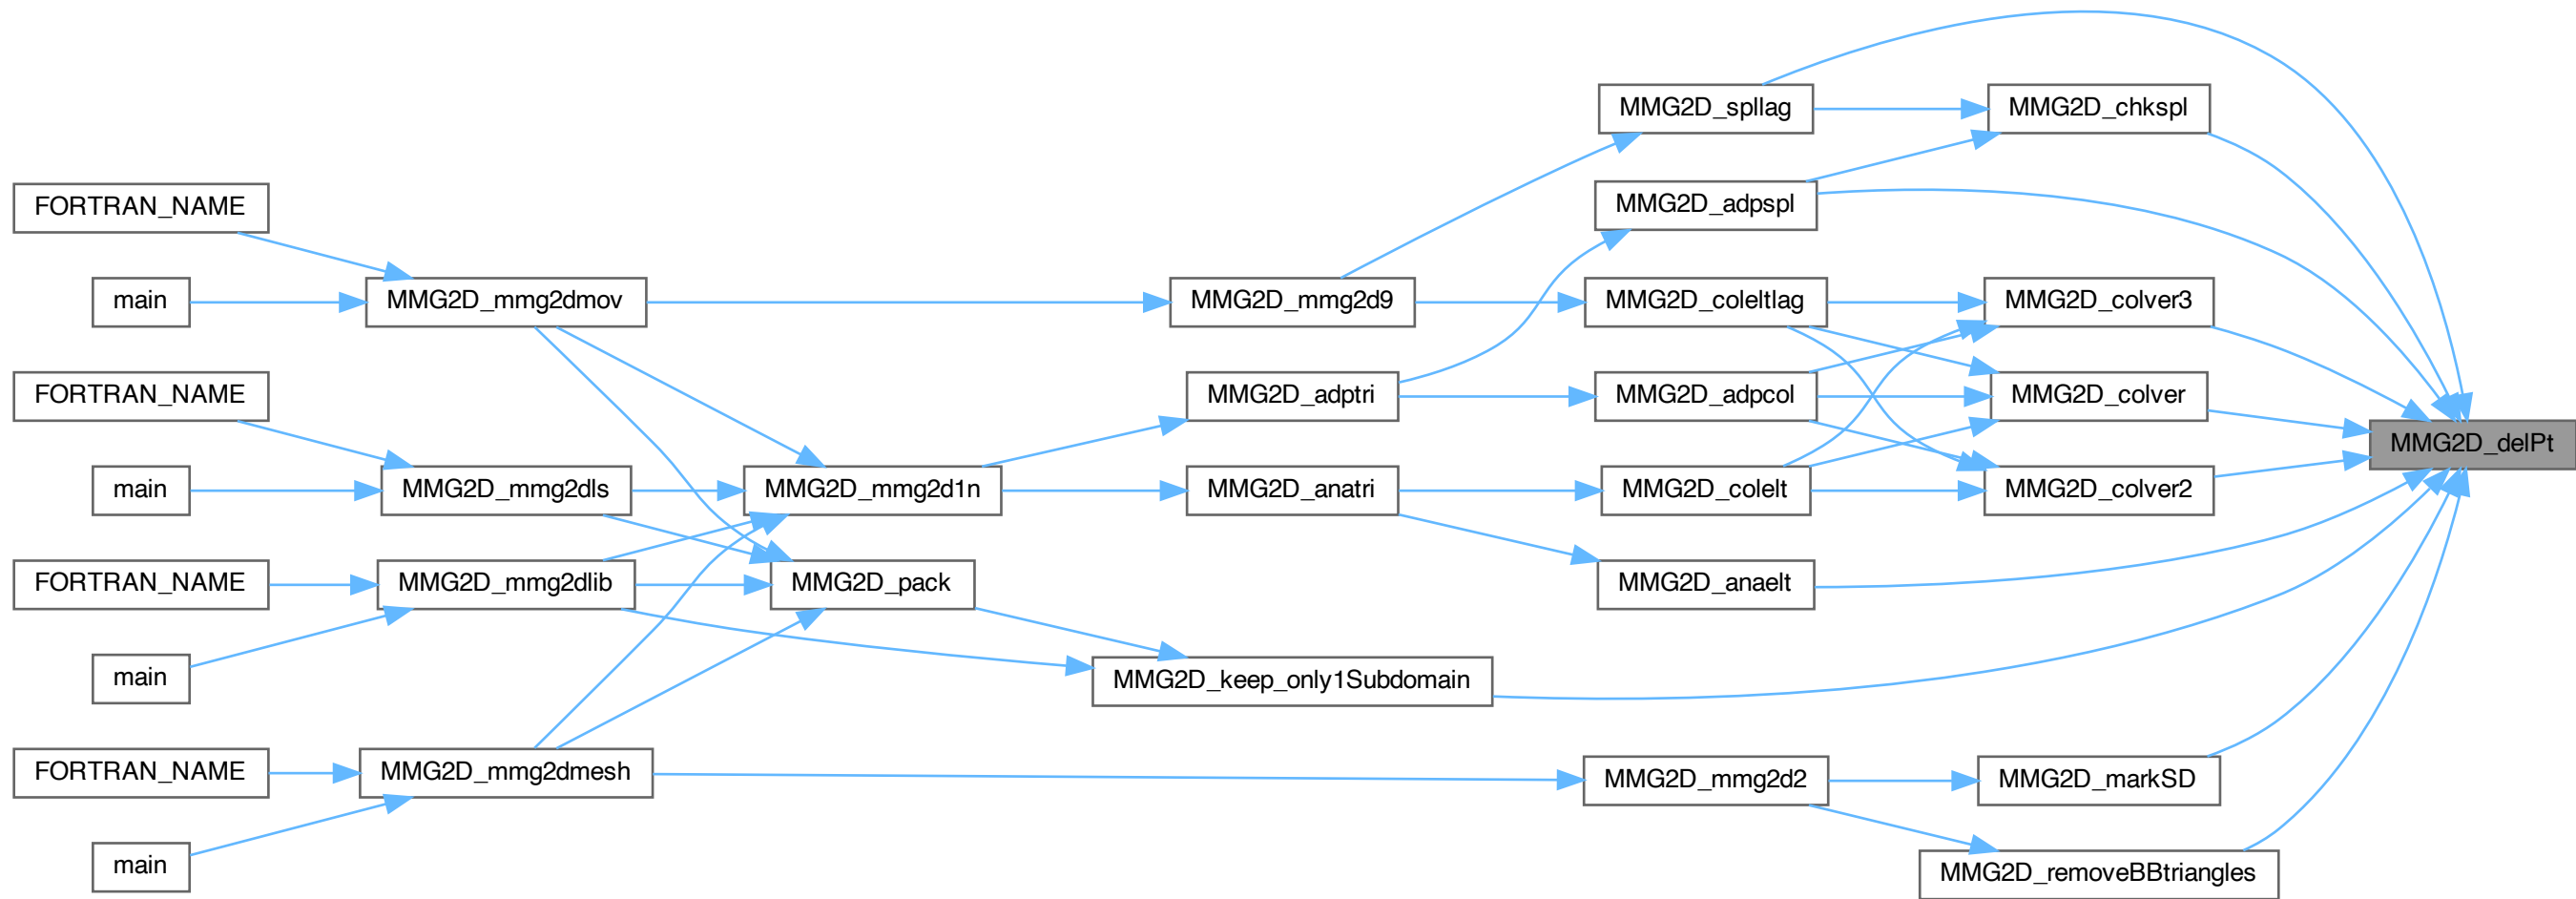 MMG2D_spllag
MMG2D_chkspl
FORTRAN_NAME
MMG2D_adpspl
main
MMG2D_mmg2dmov
MMG2D_mmg2d9
MMG2D_coleltlag
MMG2D_colver3
FORTRAN_NAME
MMG2D_adptri
MMG2D_adpcol
MMG2D_colver
MMG2D_delPt
main
MMG2D_mmg2dls
MMG2D_mmg2d1n
MMG2D_anatri
MMG2D_colelt
MMG2D_colver2
FORTRAN_NAME
MMG2D_mmg2dlib
MMG2D_pack
MMG2D_anaelt
main
MMG2D_keep_only1Subdomain
FORTRAN_NAME
MMG2D_mmg2dmesh
MMG2D_mmg2d2
MMG2D_markSD
main
MMG2D_removeBBtriangles